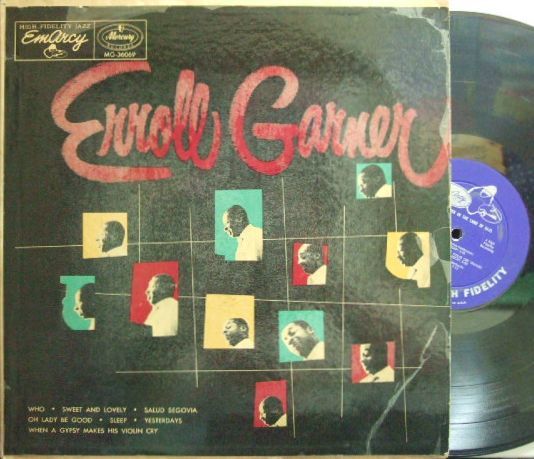 HIGH FIDELITY JAZZ
EmArcy
Mercury
RECORDS
MG-36069
Erroll Garner
WHO • SWEET AND LOVELY • SALUD SEGOVIA
OH LADY BE GOOD • SLEEP • YESTERDAYS
WHEN A GYPSY MAKES HIS VIOLIN CRY
H FIDELITY